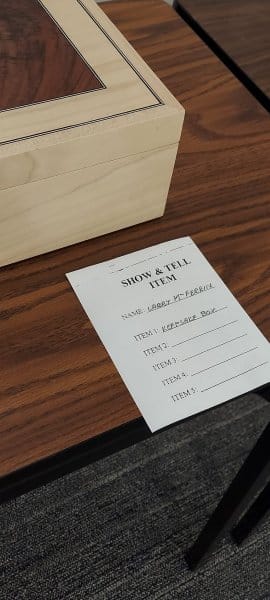 SHOW & TELL
ITEM
NAME: LARRY McFERRIN
ITEM 1: KEEPSAKE BOX
ITEM 2:
ITEM 3:
ITEM 4:
ITEM 5: